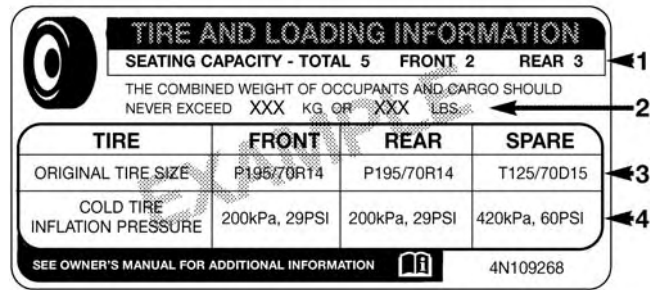 TIRE AND LOADING INFORMATION
SEATING CAPACITY - TOTAL 5 FRONT 2 REAR 3
1
THE COMBINED WEIGHT OF OCCUPANTS AND CARGO SHOULD
NEVER EXCEED XXX KG OR XXX LBS.
2
EXAMPLE
TIRE FRONT REAR SPARE
ORIGINAL TIRE SIZE P195/70R14 P195/70R14 T125/70D15
3
COLD TIRE
INFLATION PRESSURE 200kPa, 29PSI 200kPa, 29PSI 420kPa, 60PSI
4
SEE OWNER'S MANUAL FOR ADDITIONAL INFORMATION i 4N109268